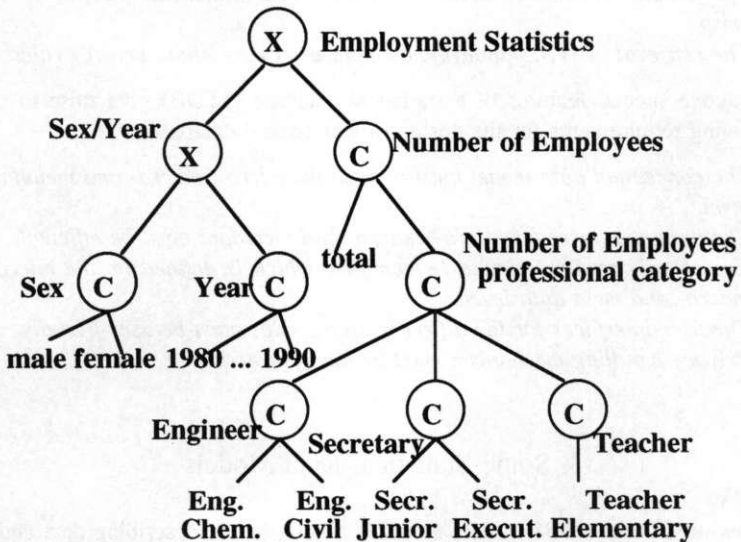 X Employment Statistics
Sex/Year
X
C Number of Employees
total
Number of Employees
professional category
Sex C
Year C
C
male female 1980 ... 1990
C
C
C
Engineer
Secretary
Teacher
Eng. Eng. Secr. Secr. Teacher
Chem. Civil Junior Execut. Elementary